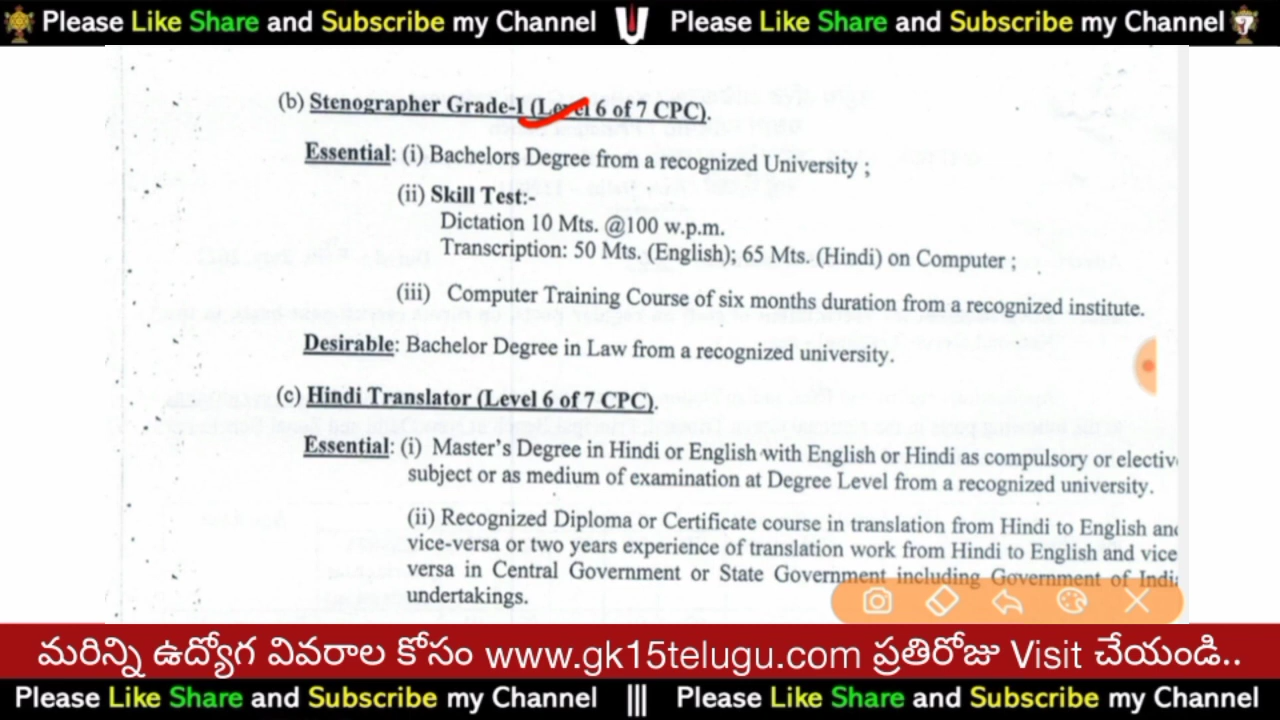 Please Like Share and Subscribe my Channel Please Like Share and Subscribe my Channel
(b) Stenographer Grade-I (Level 6 of 7 CPC).
Essential: (i) Bachelors Degree from a recognized University ;
(ii) Skill Test:-
Dictation 10 Mts. @100 w.p.m.
Transcription: 50 Mts. (English); 65 Mts. (Hindi) on Computer ;
(iii) Computer Training Course of six months duration from a recognized institute.
Desirable: Bachelor Degree in Law from a recognized university.
(c) Hindi Translator (Level 6 of 7 CPC).
Essential: (i) Master's Degree in Hindi or English with English or Hindi as compulsory or elective
subject or as medium of examination at Degree Level from a recognized university.
(ii) Recognized Diploma or Certificate course in translation from Hindi to English and
vice-versa or two years experience of translation work from Hindi to English and vice
versa in Central Government or State Government including Government of India
undertakings.
మరిన్ని ఉద్యోగ వివరాల కోసం www.gk15telugu.com ప్రతిరోజు Visit చేయండి..
Please Like Share and Subscribe my Channel ||| Please Like Share and Subscribe my Channel